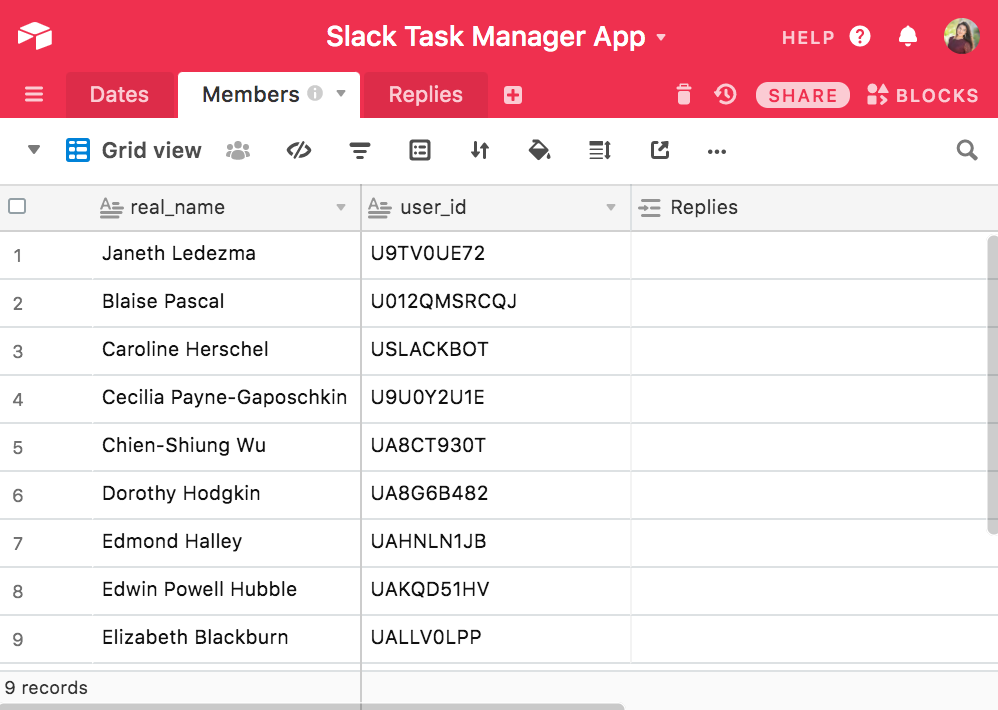 Slack Task Manager App HELP ?
Dates Members i Replies SHARE BLOCKS
Grid view
real_name user_id Replies
1 Janeth Ledezma U9TV0UE72
2 Blaise Pascal U012QMSRCQJ
3 Caroline Herschel USLACKBOT
4 Cecilia Payne-Gaposchkin U9U0Y2U1E
5 Chien-Shiung Wu UA8CT930T
6 Dorothy Hodgkin UA8G6B482
7 Edmond Halley UAHNLN1JB
8 Edwin Powell Hubble UAKQD51HV
9 Elizabeth Blackburn UALLV0LPP
9 records